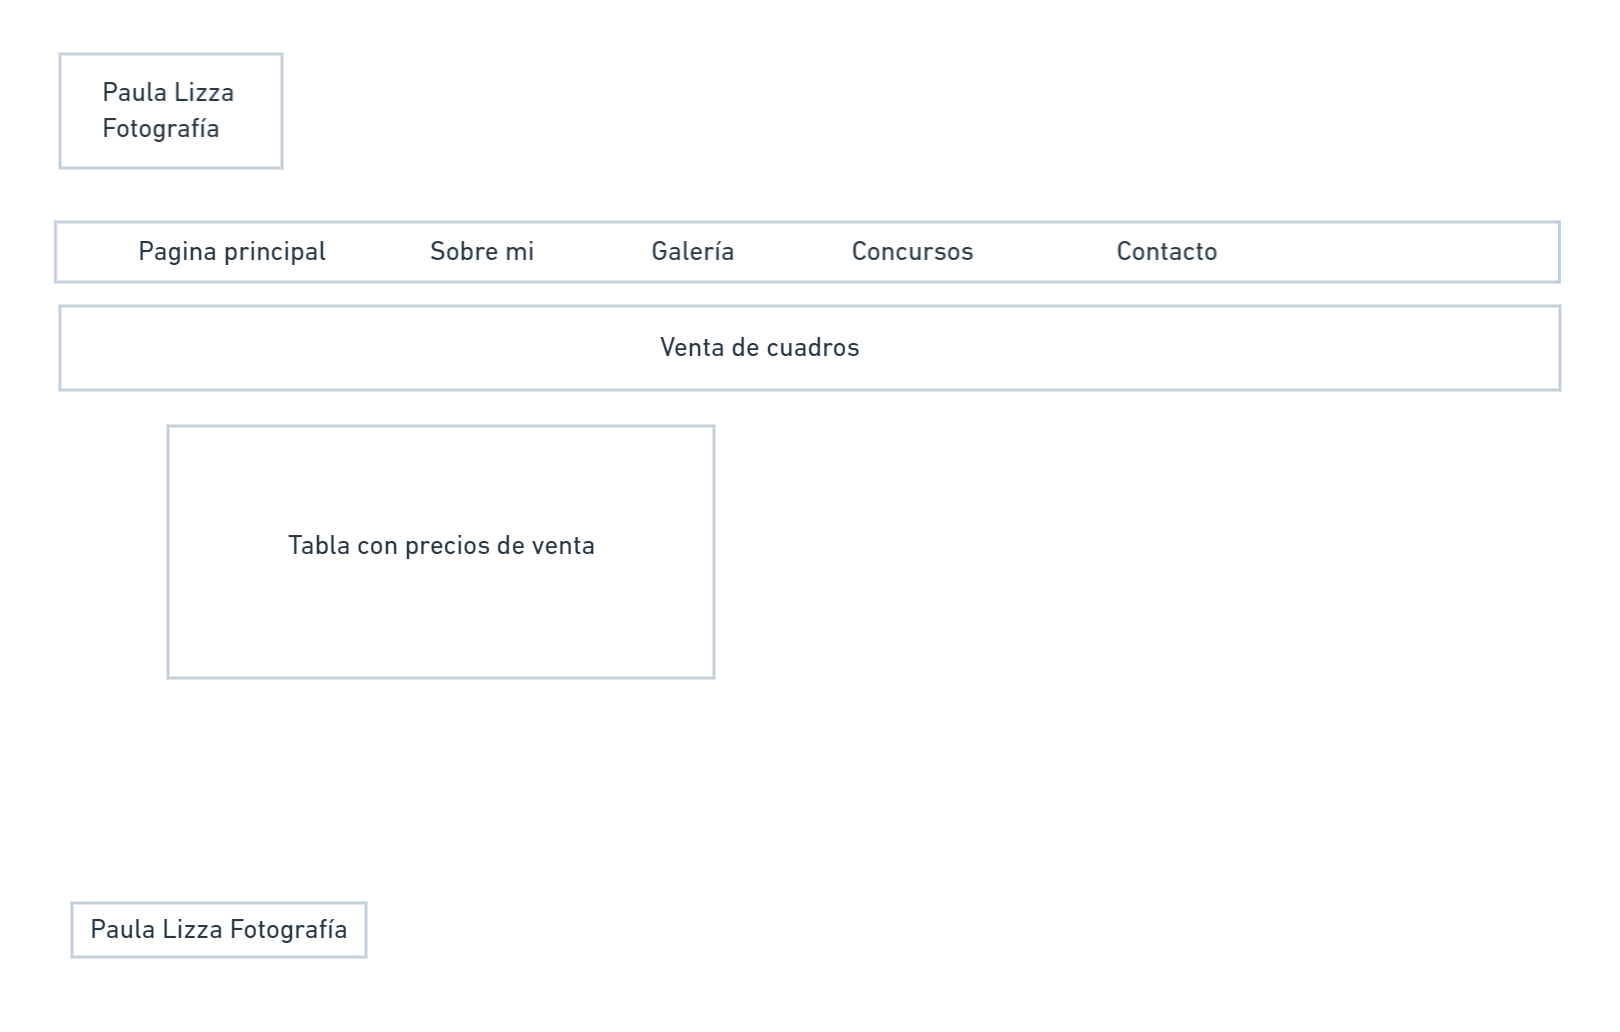 Paula Lizza
Fotografía
Pagina principal Sobre mi Galería Concursos Contacto
Venta de cuadros
Tabla con precios de venta
Paula Lizza Fotografía